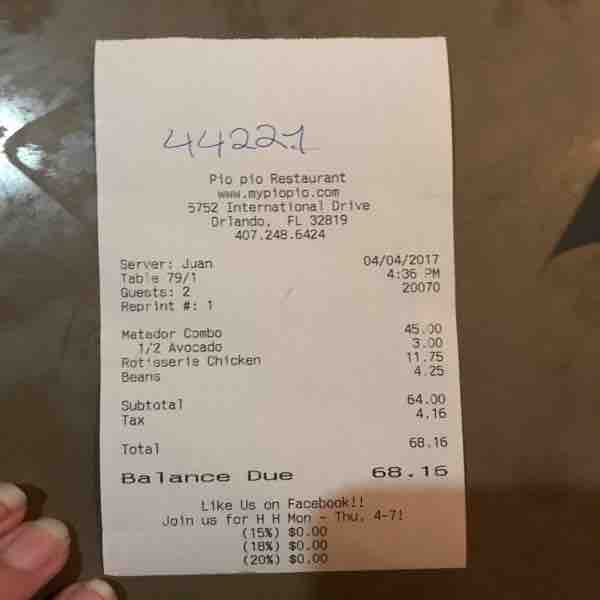 44221
Pio pio Restaurant
www.mypiopio.com
5752 International Drive
Orlando, FL 32819
407.248.6424
Server: Juan 04/04/2017
Table 79/1 4:36 PM
Guests: 2 20070
Reprint #: 1
Matador Combo 45.00
1/2 Avocado 3.00
Rotisserie Chicken 11.75
Beans 4.25
Subtotal 64.00
Tax 4.16
Total 68.16
Balance Due 68.16
Like Us on Facebook!!
Join us for H H Mon - Thu, 4-7!
(15%) $0.00
(18%) $0.00
(20%) $0.00